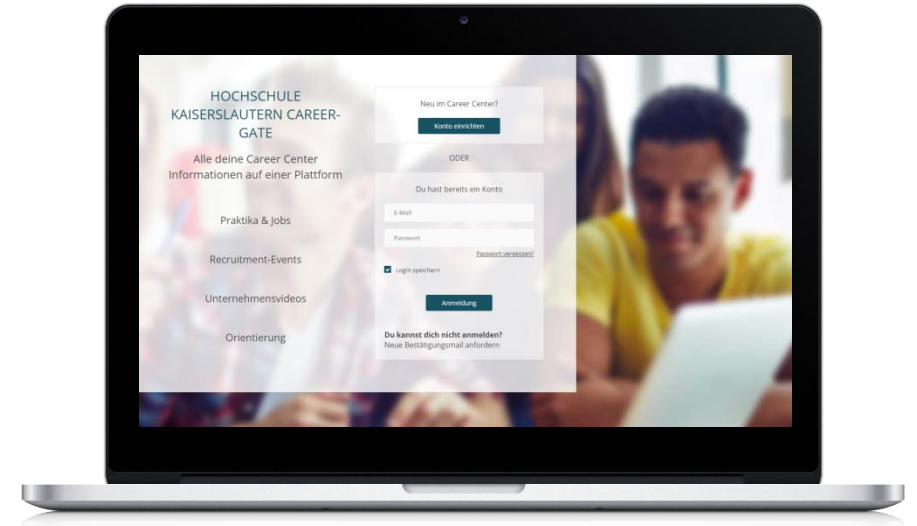 HOCHSCHULE
KAISERSLAUTERN CAREER-
GATE
Alle deine Career Center
Informationen auf einer Plattform
Praktika & Jobs
Recruitment-Events
Unternehmensvideos
Orientierung
Neu im Career Center?
Konto einrichten
ODER
Du hast bereits ein Konto
E-Mail
Passwort
Passwort vergessen?
Login speichern
Anmeldung
Du kannst dich nicht anmelden?
Neue Bestätigungsmail anfordern